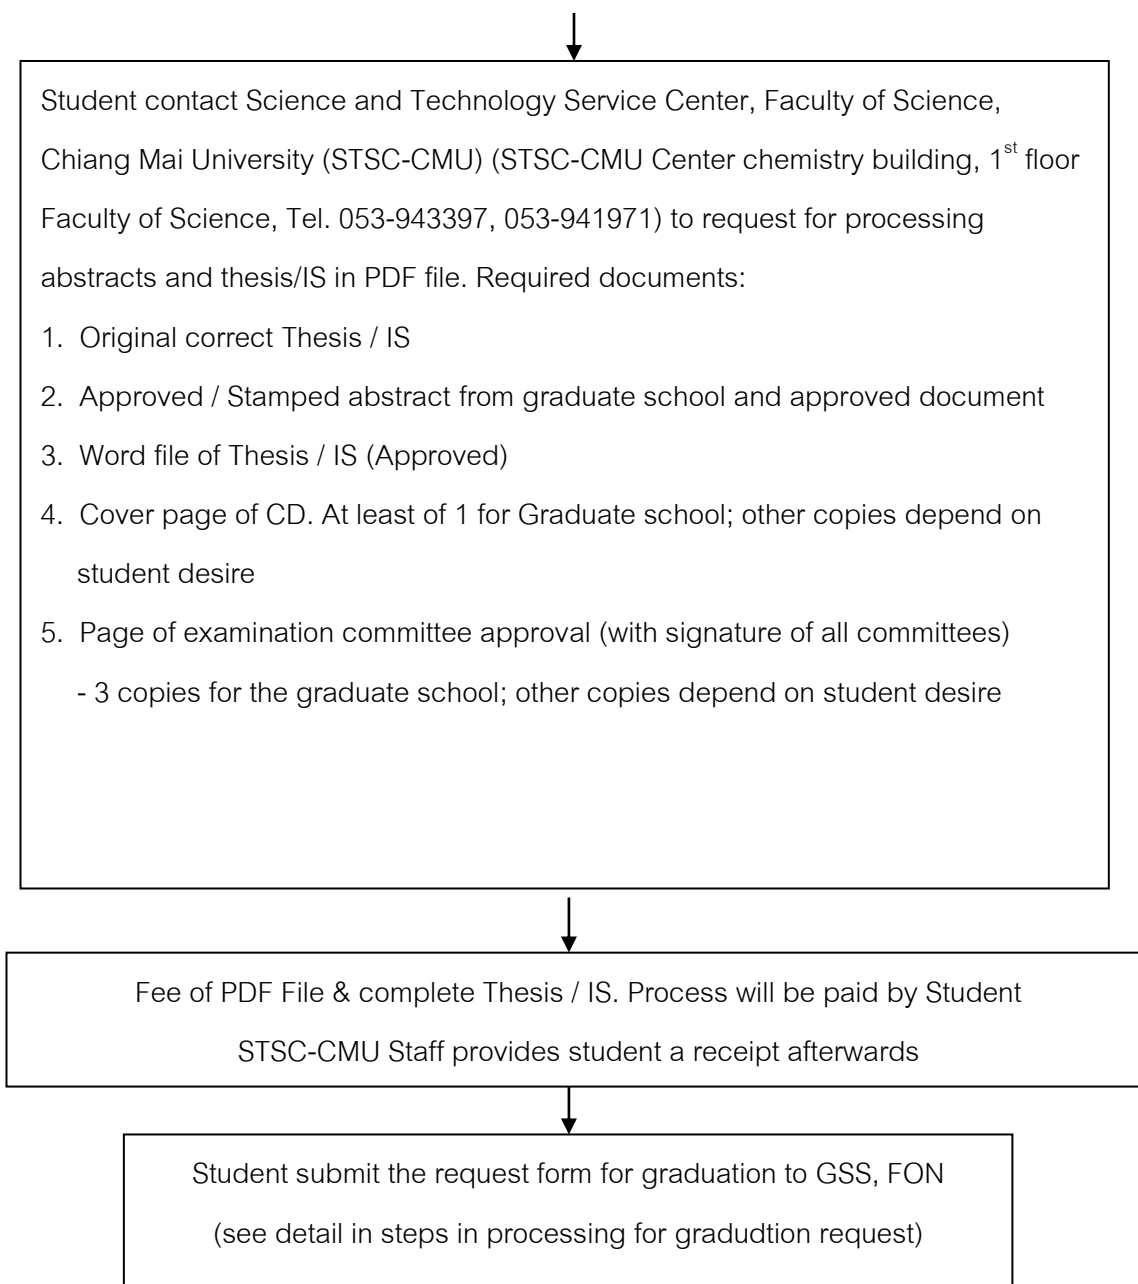 Student contact Science and Technology Service Center, Faculty of Science,
Chiang Mai University (STSC-CMU) (STSC-CMU Center chemistry building, 1st floor
Faculty of Science, Tel. 053-943397, 053-941971) to request for processing
abstracts and thesis/IS in PDF file. Required documents:
1. Original correct Thesis / IS
2. Approved / Stamped abstract from graduate school and approved document
3. Word file of Thesis / IS (Approved)
4. Cover page of CD. At least of 1 for Graduate school; other copies depend on
student desire
5. Page of examination committee approval (with signature of all committees)
- 3 copies for the graduate school; other copies depend on student desire
Fee of PDF File & complete Thesis / IS. Process will be paid by Student
STSC-CMU Staff provides student a receipt afterwards
Student submit the request form for graduation to GSS, FON
(see detail in steps in processing for gradudtion request)